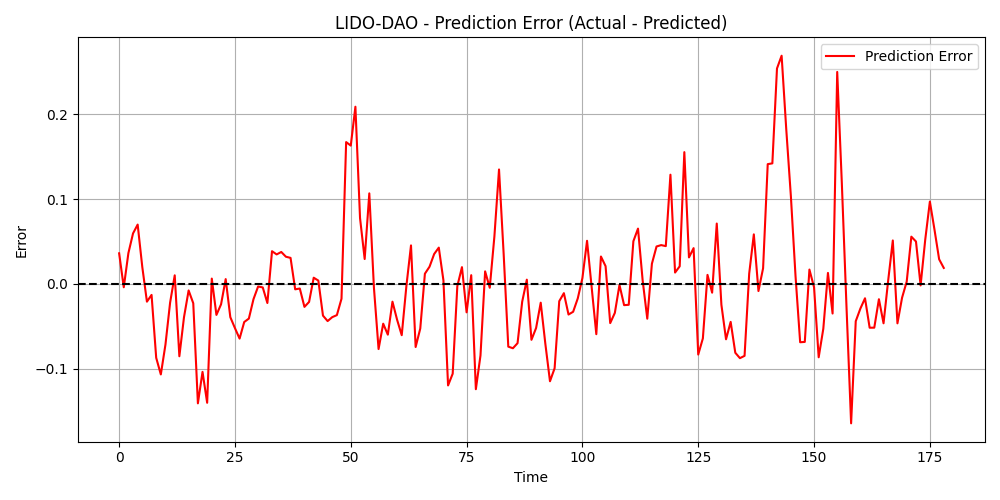 LIDO-DAO - Prediction Error (Actual - Predicted)
Prediction Error
0.2
0.1
0.0
−0.1
Error
0 25 50 75 100 125 150 175
Time